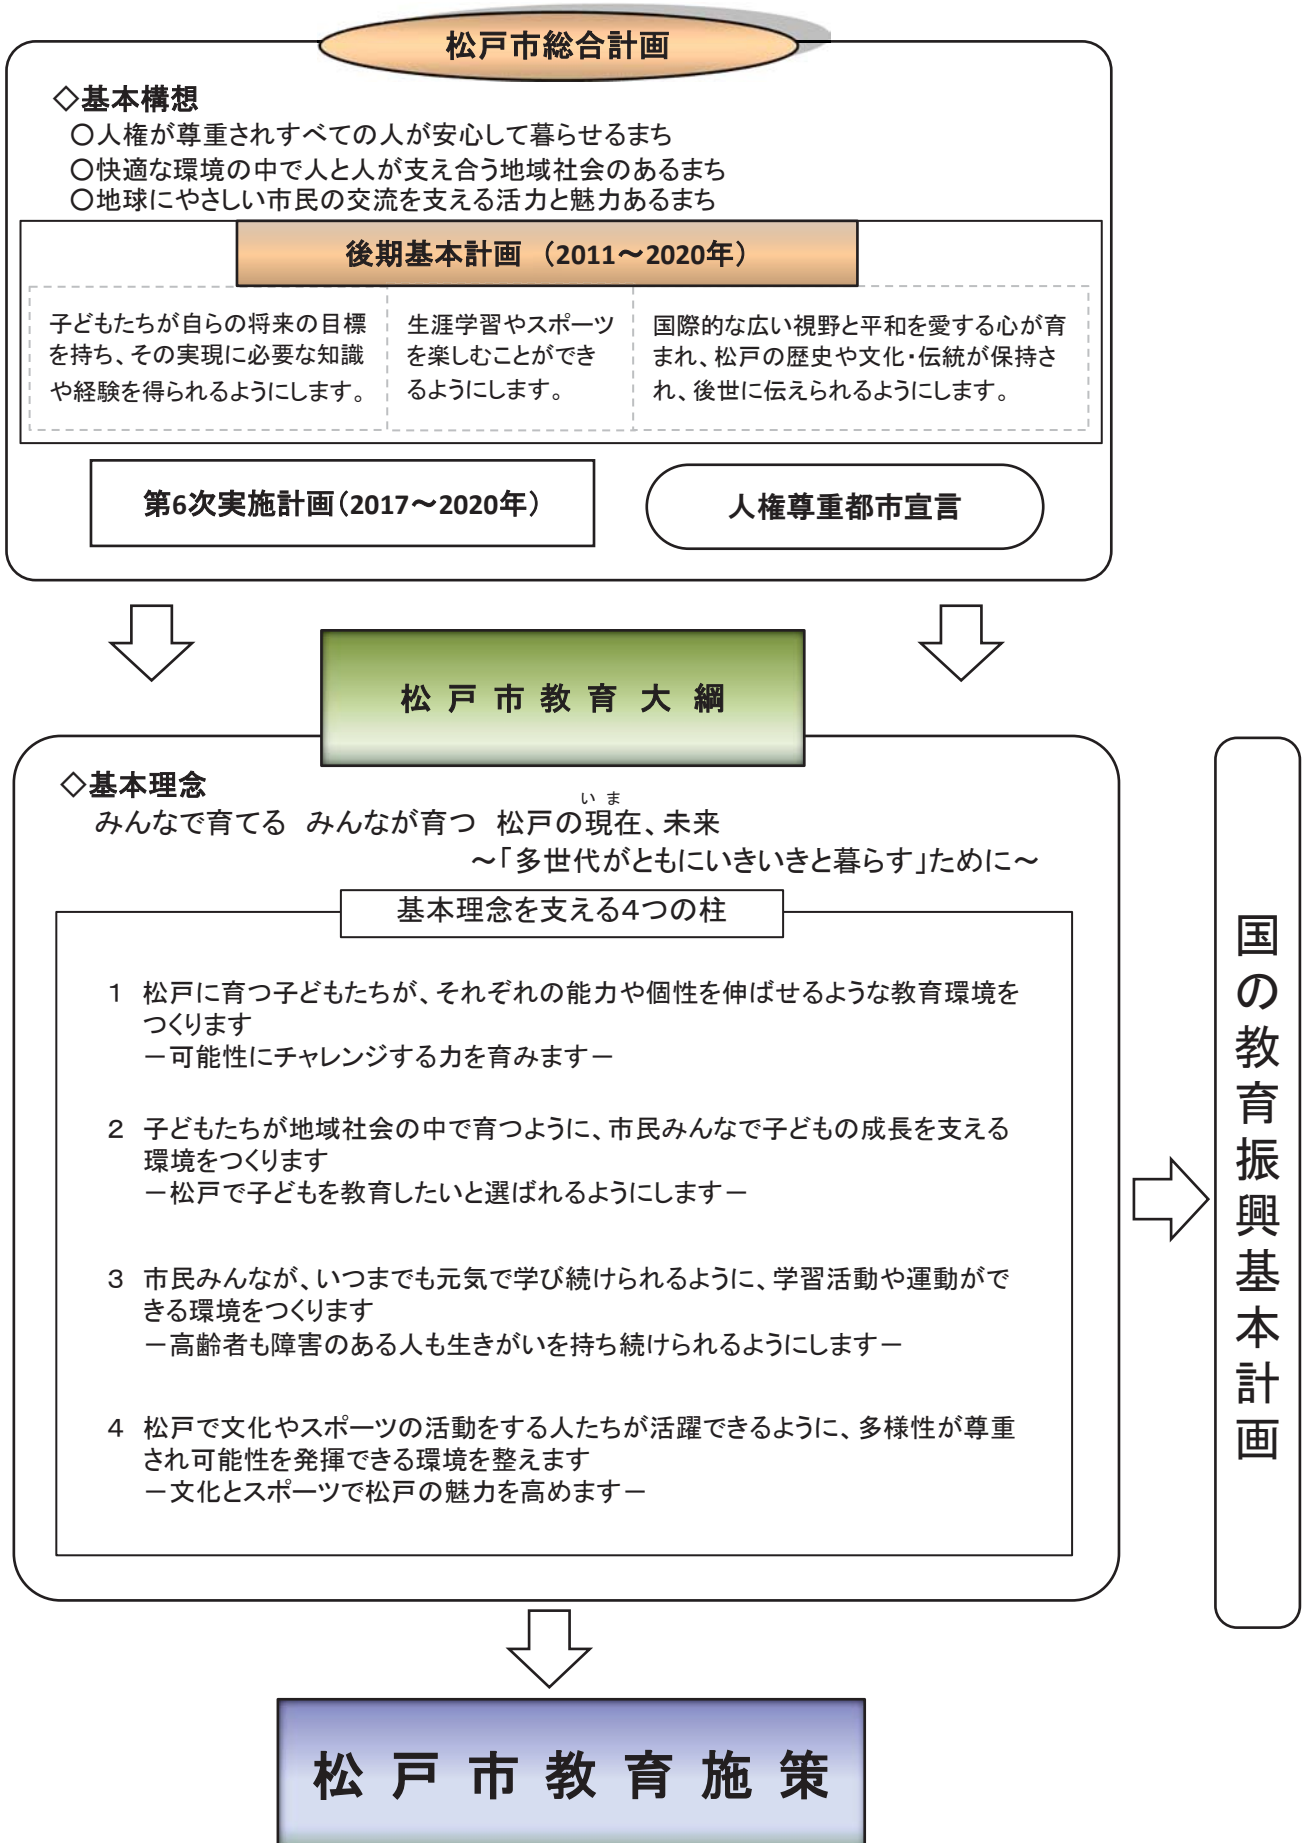 松戸市総合計画
◇基本構想
〇人権が尊重されすべての人が安心して暮らせるまち
〇快適な環境の中で人と人が支え合う地域社会のあるまち
〇地球にやさしい市民の交流を支える活力と魅力あるまち
後期基本計画 （2011～2020年）
子どもたちが自らの将来の目標
を持ち、その実現に必要な知識
や経験を得られるようにします。
生涯学習やスポーツ
を楽しむことができ
るようにします。
国際的な広い視野と平和を愛する心が育
まれ、松戸の歴史や文化・伝統が保持さ
れ、後世に伝えられるようにします。
第6次実施計画（2017～2020年）
人権尊重都市宣言
松戸市教育大綱
◇基本理念
いま
みんなで育てる みんなが育つ 松戸の現在、未来
～「多世代がともにいきいきと暮らす」ために～
基本理念を支える4つの柱
1 松戸に育つ子どもたちが、それぞれの能力や個性を伸ばせるような教育環境を
つくります
－可能性にチャレンジする力を育みます－
2 子どもたちが地域社会の中で育つように、市民みんなで子どもの成長を支える
環境をつくります
－松戸で子どもを教育したいと選ばれるようにします－
3 市民みんなが、いつまでも元気で学び続けられるように、学習活動や運動がで
きる環境をつくります
－高齢者も障害のある人も生きがいを持ち続けられるようにします－
4 松戸で文化やスポーツの活動をする人たちが活躍できるように、多様性が尊重
され可能性を発揮できる環境を整えます
－文化とスポーツで松戸の魅力を高めます－
国の教育振興基本計画
松戸市教育施策